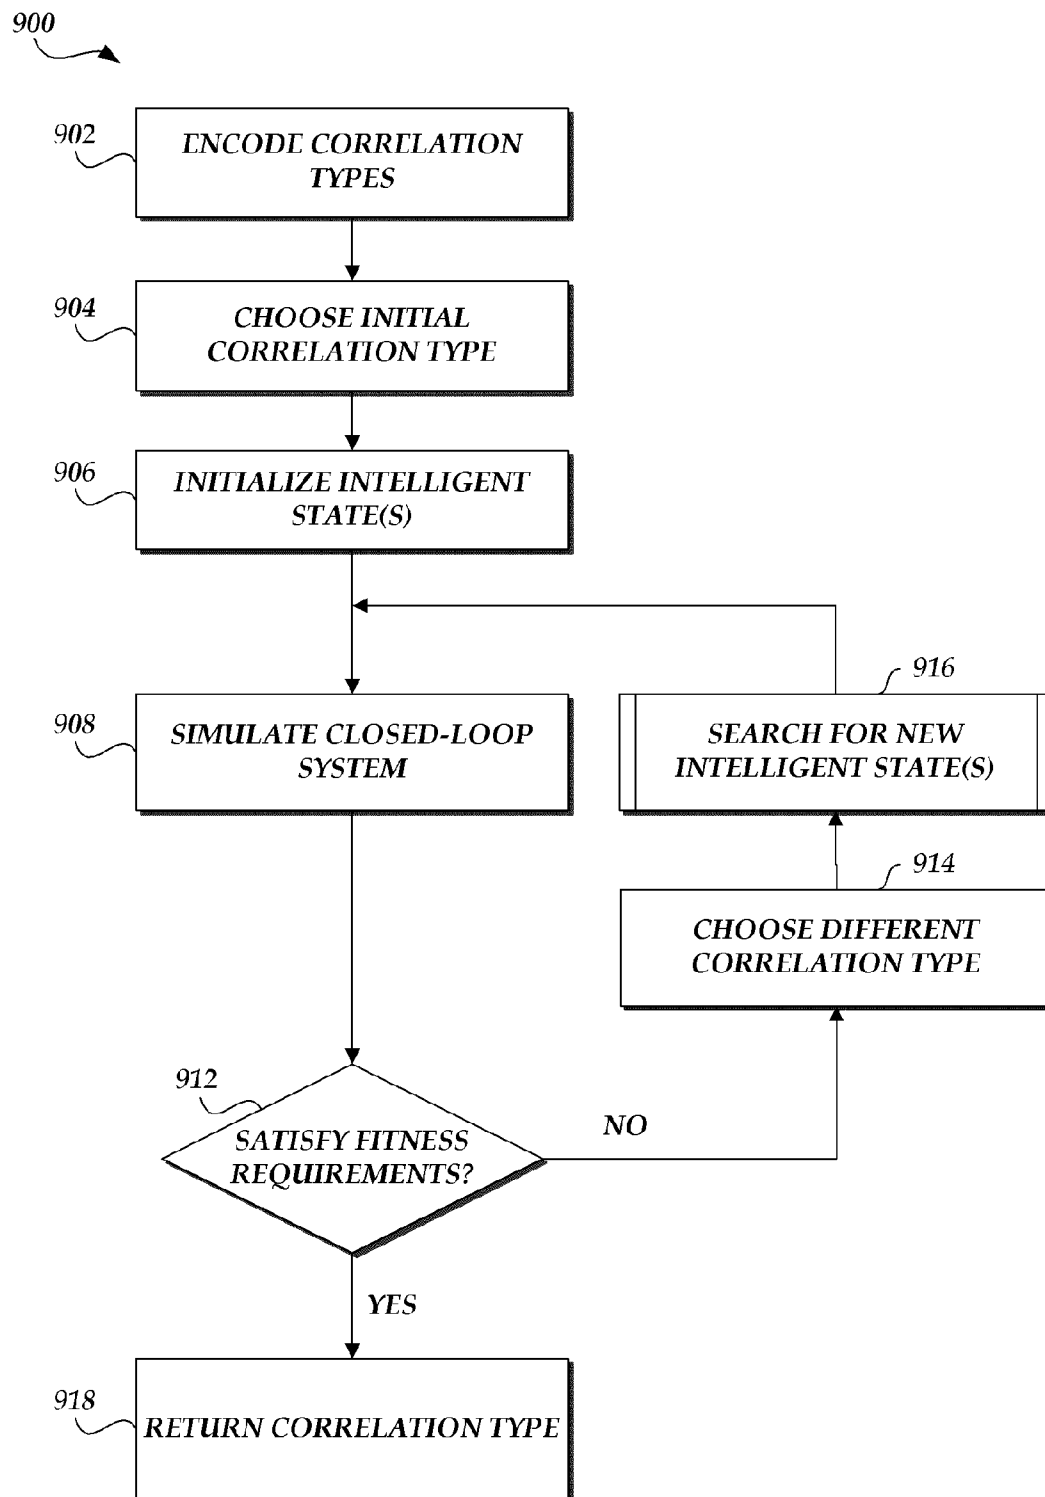 900
902
ENCODE CORRELATION
TYPES
904
CHOOSE INITIAL
CORRELATION TYPE
906
INITIALIZE INTELLIGENT
STATE(S)
908
SIMULATE CLOSED-LOOP
SYSTEM
916
SEARCH FOR NEW
INTELLIGENT STATE(S)
914
CHOOSE DIFFERENT
CORRELATION TYPE
912
SATISFY FITNESS
REQUIREMENTS?
NO
YES
918
RETURN CORRELATION TYPE